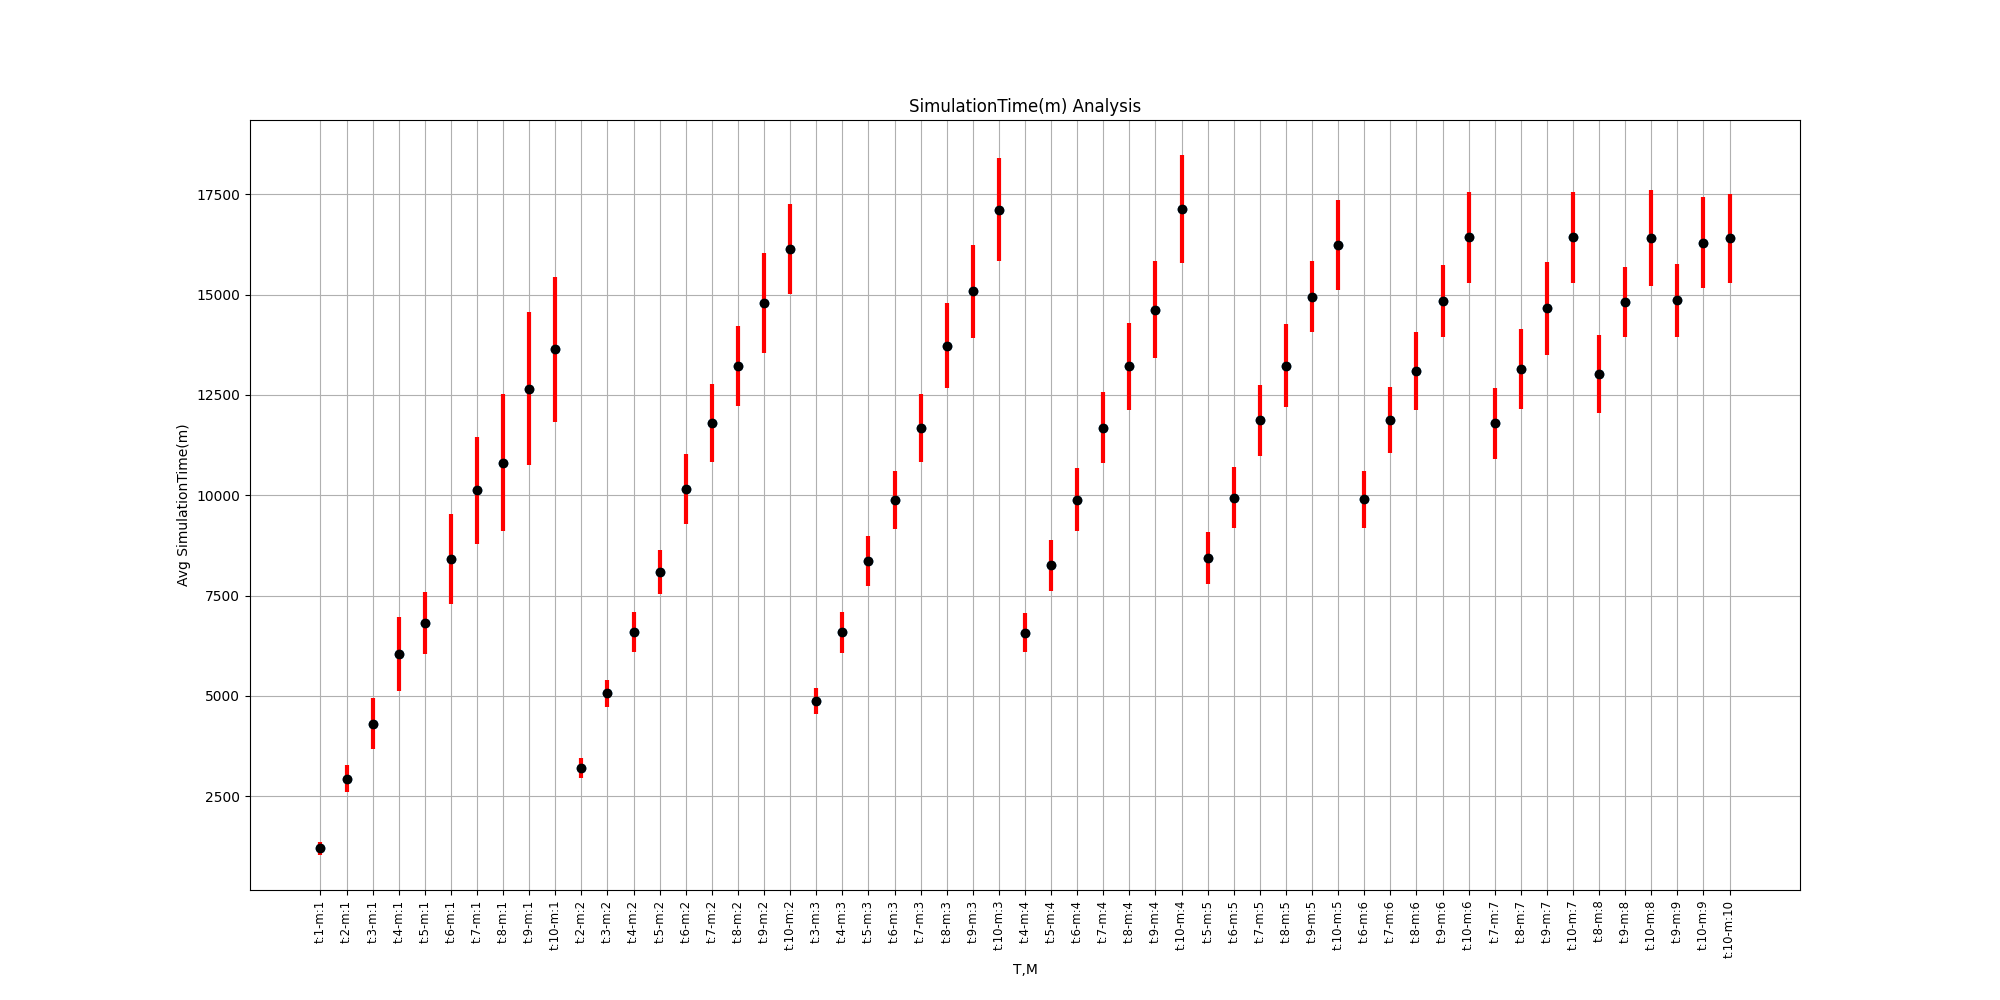 SimulationTime(m) Analysis
17500
15000
12500
10000
7500
5000
2500
Avg SimulationTime(m)
t:1-m:1
t:2-m:1
t:3-m:1
t:4-m:1
t:5-m:1
t:6-m:1
t:7-m:1
t:8-m:1
t:9-m:1
t:10-m:1
t:2-m:2
t:3-m:2
t:4-m:2
t:5-m:2
t:6-m:2
t:7-m:2
t:8-m:2
t:9-m:2
t:10-m:2
t:3-m:3
t:4-m:3
t:5-m:3
t:6-m:3
t:7-m:3
t:8-m:3
t:9-m:3
t:10-m:3
t:4-m:4
t:5-m:4
t:6-m:4
t:7-m:4
t:8-m:4
t:9-m:4
t:10-m:4
t:5-m:5
t:6-m:5
t:7-m:5
t:8-m:5
t:9-m:5
t:10-m:5
t:6-m:6
t:7-m:6
t:8-m:6
t:9-m:6
t:10-m:6
t:7-m:7
t:8-m:7
t:9-m:7
t:10-m:7
t:8-m:8
t:9-m:8
t:10-m:8
t:9-m:9
t:10-m:9
t:10-m:10
T,M